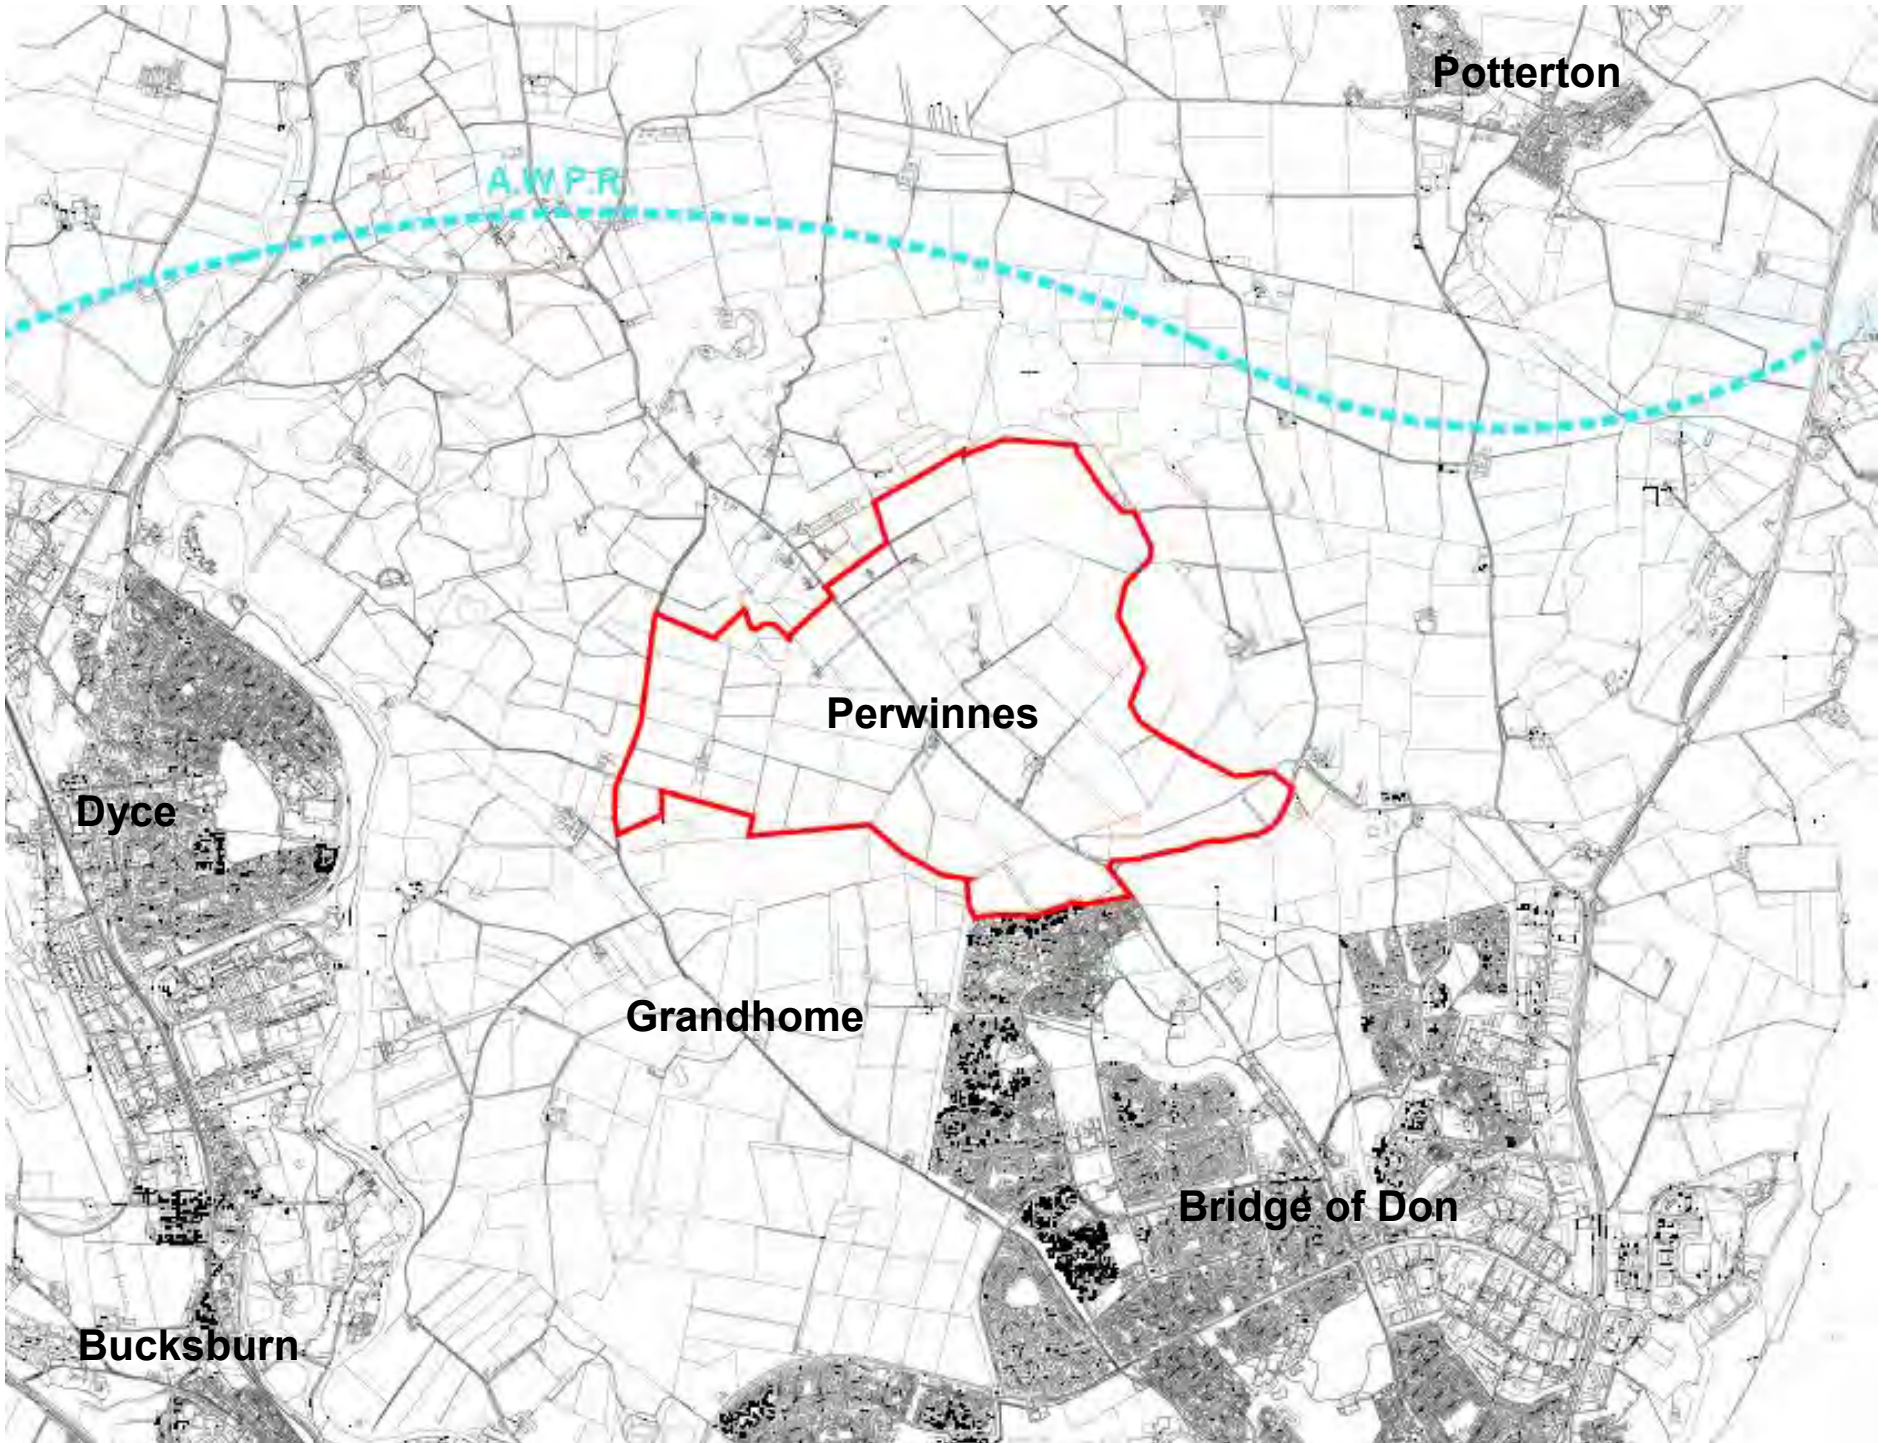 Potterton
A.W.P.R
Perwinnes
Dyce
Grandhome
Bridge of Don
Bucksburn